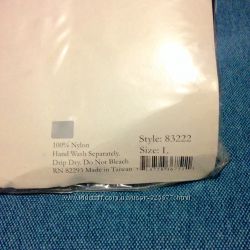 Style: 83222
Size: L
100% Nylon
Hand Wash Separately.
Drip Dry. Do Not Bleach.
RN 82293 Made in Taiwan